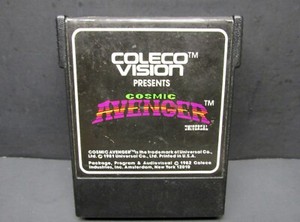 COLECO™
VISION
PRESENTS
COSMIC
AVENGER™
UNIVERSAL
COSMIC AVENGER™ is the trademark of Universal Co.,
Ltd. © 1981 Universal Co., Ltd. Printed in U.S.A.
Package, Program & Audiovisual © 1982 Coleco
Industries, Inc. Amsterdam, New York 12010